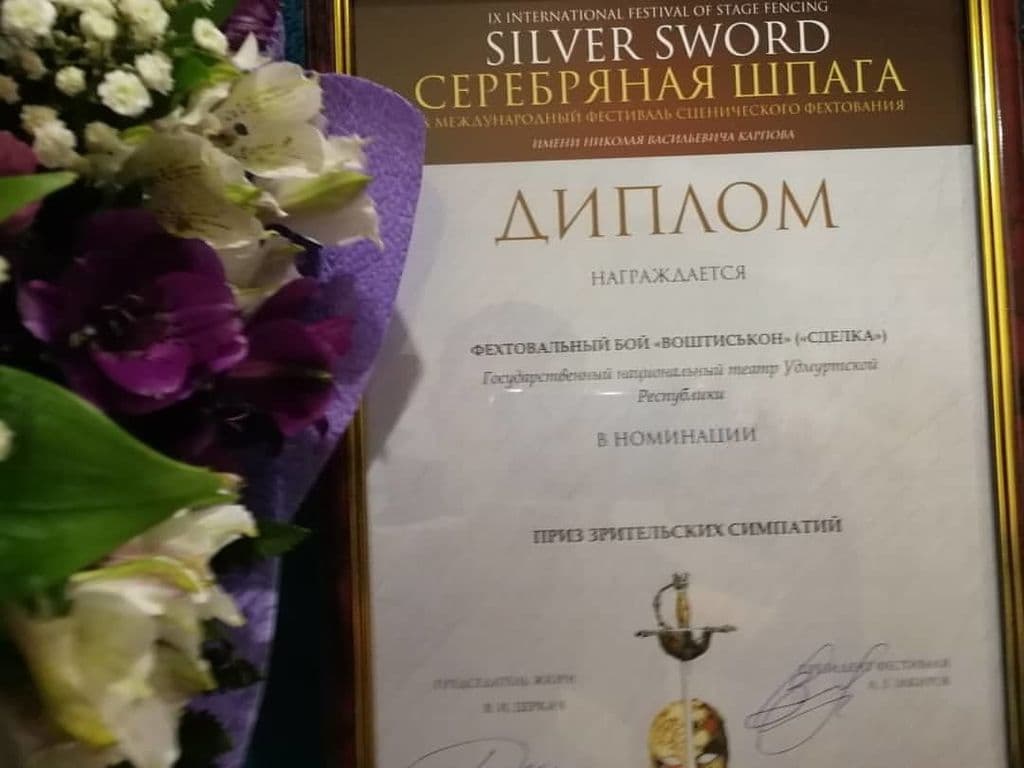 IX INTERNATIONAL FESTIVAL OF STAGE FENCING
SILVER SWORD
СЕРЕБРЯНАЯ ШПАГА
МЕЖДУНАРОДНЫЙ ФЕСТИВАЛЬ СЦЕНИЧЕСКОГО ФЕХТОВАНИЯ
ИМЕНИ НИКОЛАЯ ВАСИЛЬЕВИЧА КАРПОВА
ДИПЛОМ
НАГРАЖДАЕТСЯ
ФЕХТОВАЛЬНЫЙ БОЙ «ВОШТИСЬКОН» («СДЕЛКА»)
Государственный национальный театр Удмуртской
Республики
В НОМИНАЦИИ
ПРИЗ ЗРИТЕЛЬСКИХ СИМПАТИЙ
ПРЕДСЕДАТЕЛЬ ЖЮРИ
ПРЕЗИДЕНТ ФЕСТИВАЛЯ